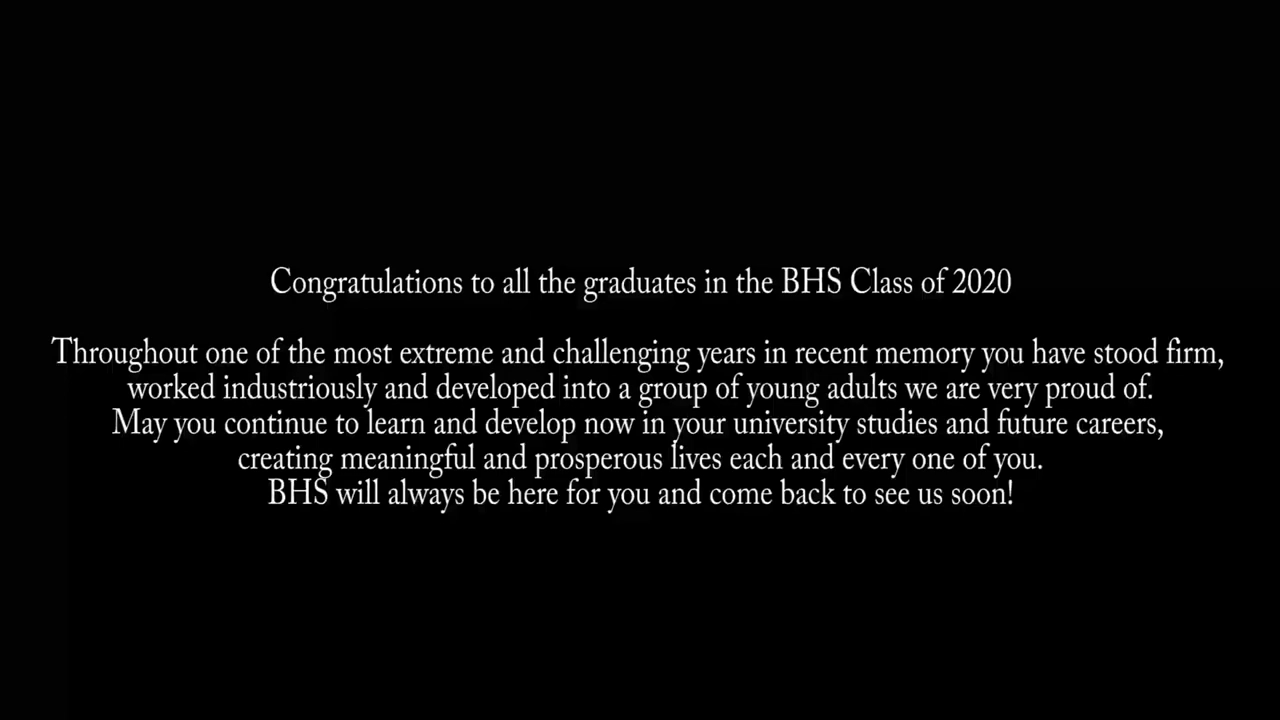 Congratulations to all the graduates in the BHS Class of 2020
Throughout one of the most extreme and challenging years in recent memory you have stood firm,
worked industriously and developed into a group of young adults we are very proud of.
May you continue to learn and develop now in your university studies and future careers,
creating meaningful and prosperous lives each and every one of you.
BHS will always be here for you and come back to see us soon!